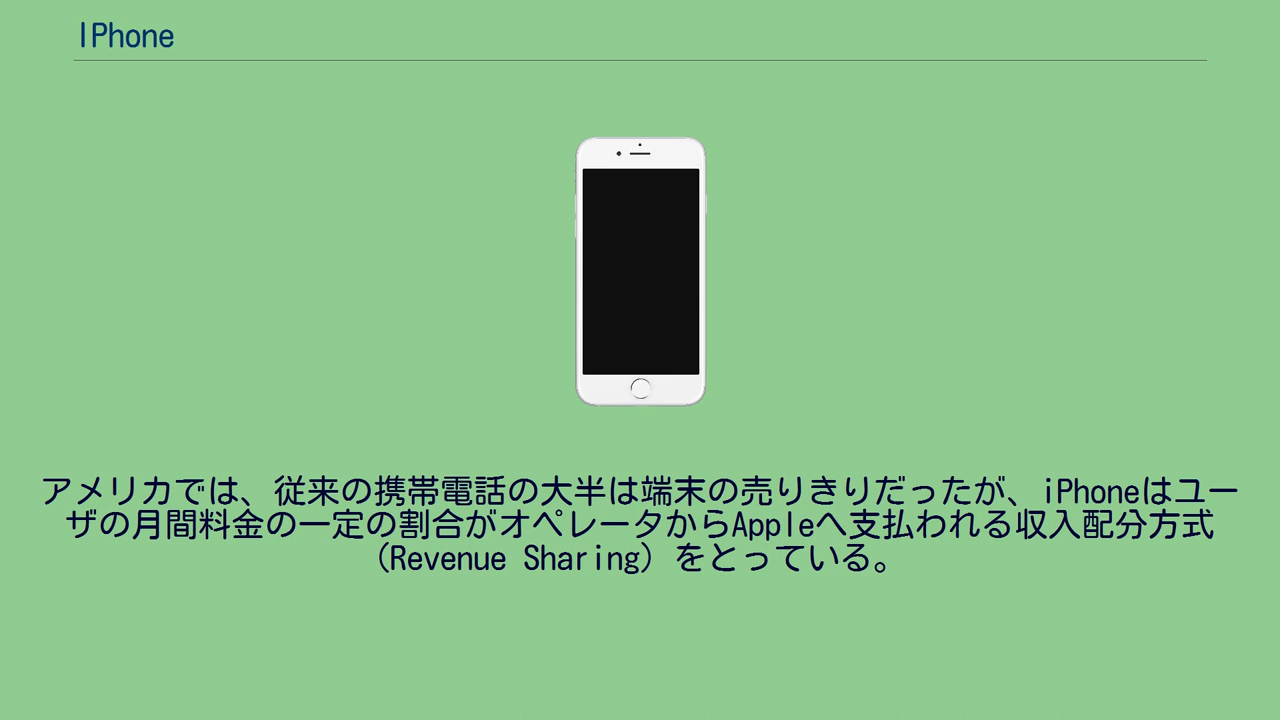 IPhone
アメリカでは、従来の携帯電話の大半は端末の売りきりだったが、iPhoneはユー
ザの月間料金の一定の割合がオペレータからAppleへ支払われる収入配分方式
（Revenue Sharing）をとっている。